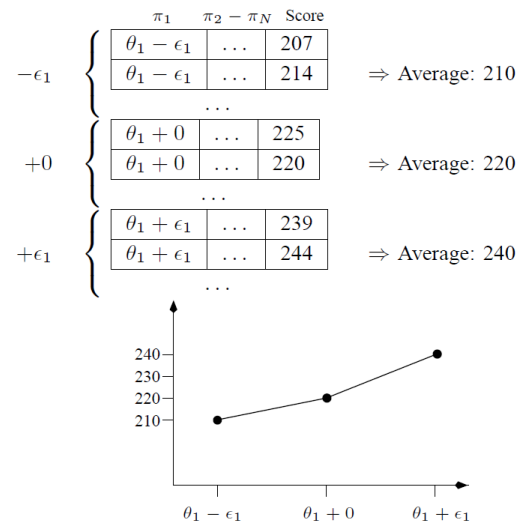 π₁ π₂ − π_N Score
θ₁ − ϵ₁ ... 207
−ϵ₁ θ₁ − ϵ₁ ... 214 ⇒ Average: 210
...
θ₁ + 0 ... 225
+0 θ₁ + 0 ... 220 ⇒ Average: 220
...
θ₁ + ϵ₁ ... 239
+ϵ₁ θ₁ + ϵ₁ ... 244 ⇒ Average: 240
...
240
230
220
210
θ₁ − ϵ₁ θ₁ + 0 θ₁ + ϵ₁